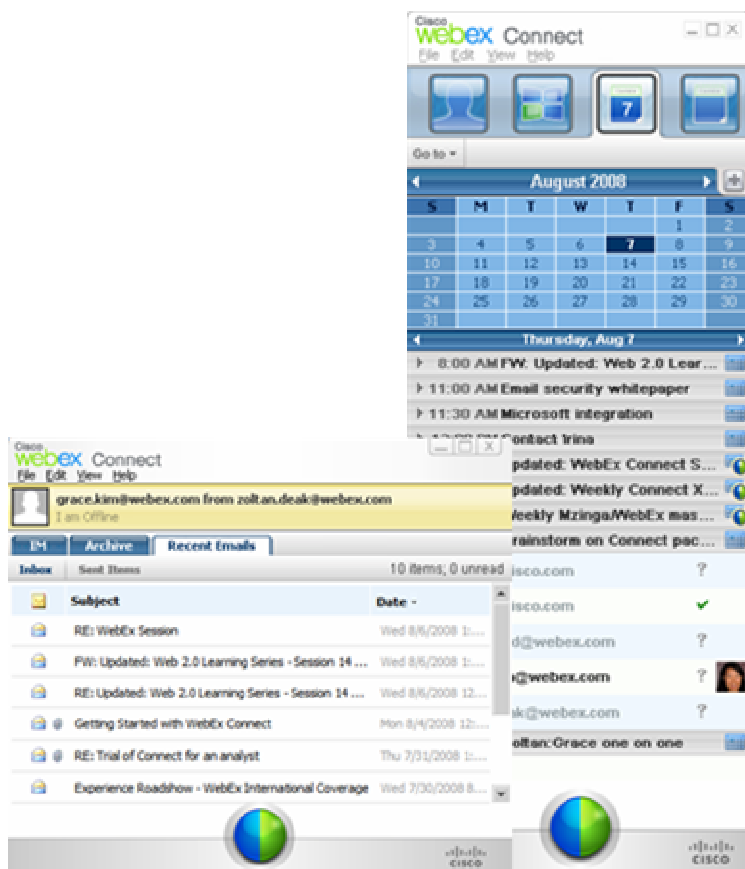 Cisco
webex Connect
File Edit View Help
7
Go to
August 2008
S M T W T F S
1 2
3 4 5 6 7 8 9
10 11 12 13 14 15 16
17 18 19 20 21 22 23
24 25 26 27 28 29 30
31
Thursday, Aug 7
8:00 AM FW: Updated: Web 2.0 Lear...
11:00 AM Email security whitepaper
11:30 AM Microsoft integration
Contact Irina
pdated: WebEx Connect S...
pdated: Weekly Connect X...
Weekly Mzinga/WebEx mas...
rainstorm on Connect pac...
isco.com ?
isco.com
d@webex.com ?
a@webex.com ?
ak@webex.com ?
oltan:Grace one on one
CISCO
Cisco
webex Connect
File Edit View Help
grace.kim@webex.com from zoltan.deak@webex.com
I am Offline
IM Archive Recent Emails
Inbox Sent Items 10 items; 0 unread
Subject Date
RE: WebEx Session Wed 8/6/2008 1:...
FW: Updated: Web 2.0 Learning Series - Session 14 ... Wed 8/6/2008 1:...
RE: Updated: Web 2.0 Learning Series - Session 14 ... Wed 8/6/2008 12...
Getting Started with WebEx Connect Mon 8/4/2008 12:...
RE: Trial of Connect for an analyst Thu 7/31/2008 1:...
Experience Roadshow - WebEx International Coverage Wed 7/30/2008 8...
CISCO